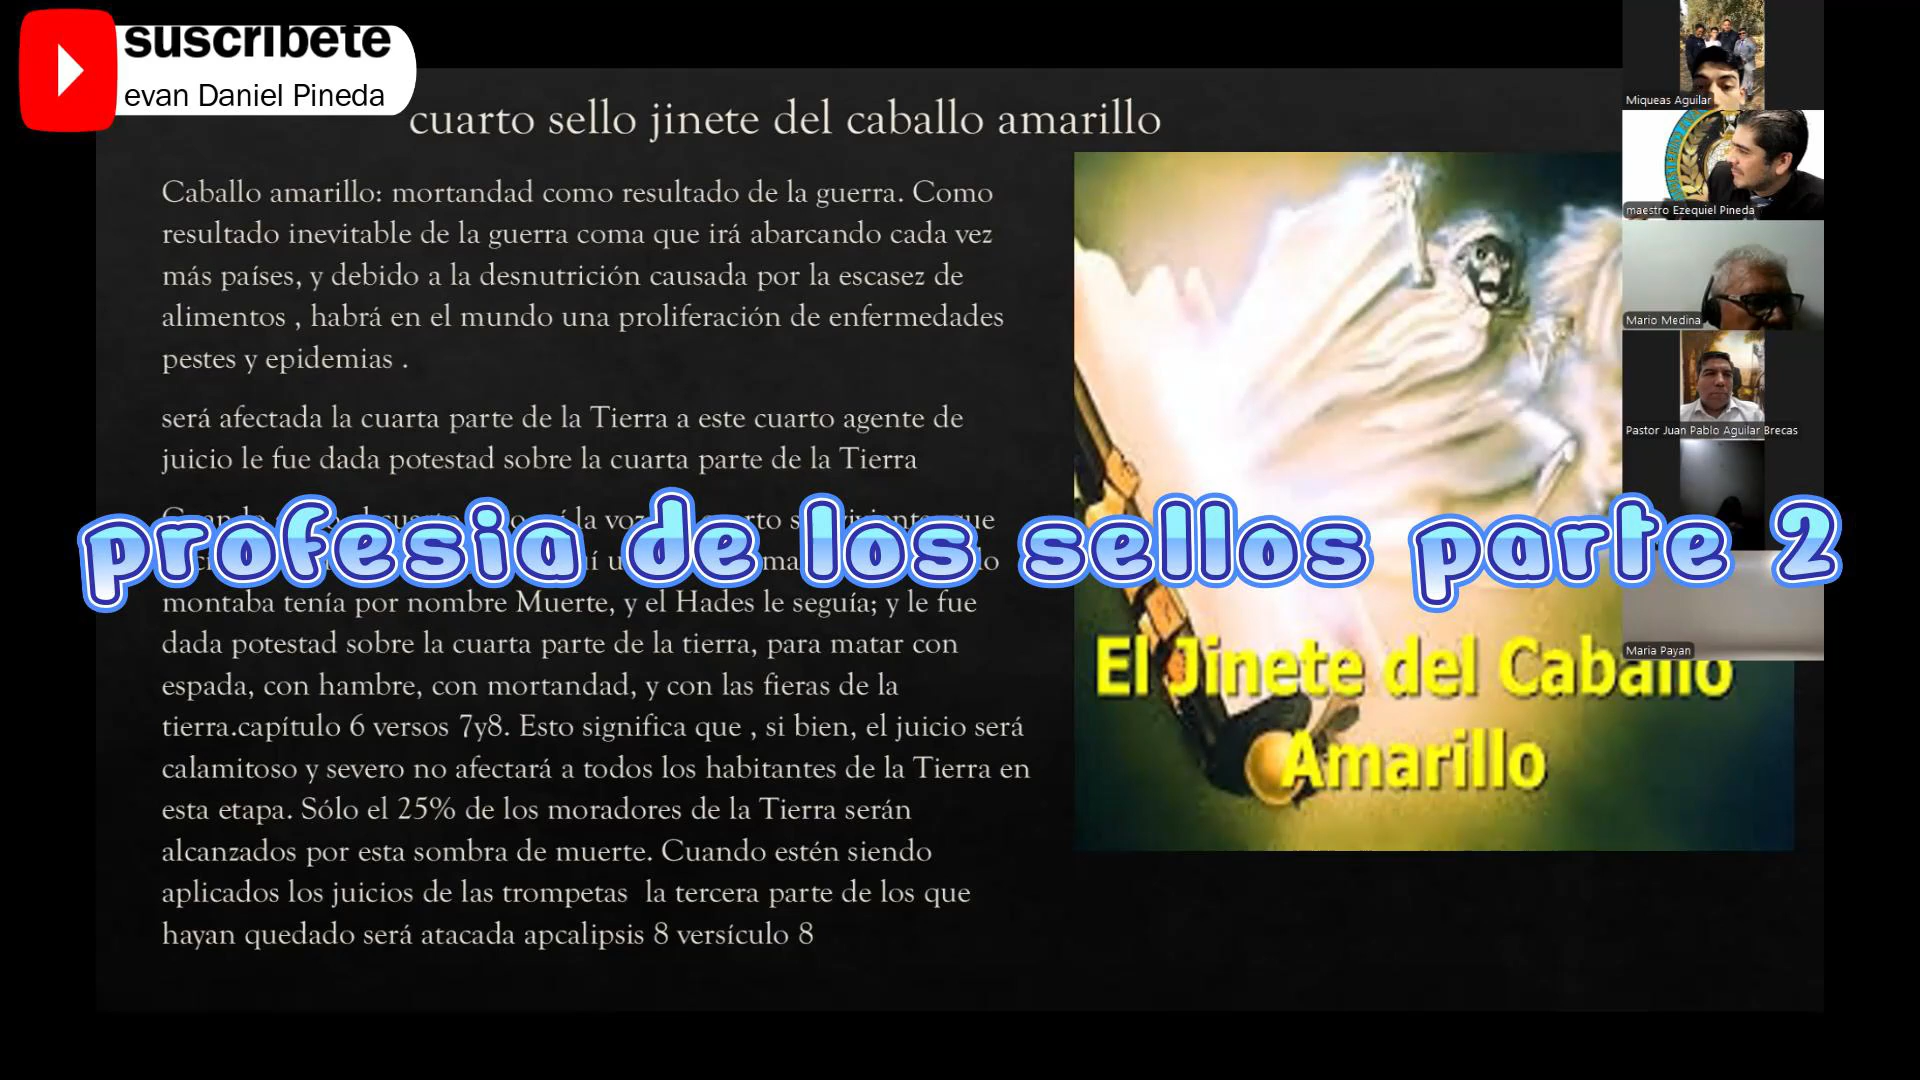 suscribete
evan Daniel Pineda
cuarto sello jinete del caballo amarillo
Caballo amarillo: mortandad como resultado de la guerra. Como
resultado inevitable de la guerra coma que irá abarcando cada vez
más países, y debido a la desnutrición causada por la escasez de
alimentos , habrá en el mundo una proliferación de enfermedades
pestes y epidemias .
será afectada la cuarta parte de la Tierra a este cuarto agente de
juicio le fue dada potestad sobre la cuarta parte de la Tierra
la voz
profesia de los sellos parte 2
montaba tenía por nombre Muerte, y el Hades le seguía; y le fue
dada potestad sobre la cuarta parte de la tierra, para matar con
espada, con hambre, con mortandad, y con las fieras de la
tierra.capítulo 6 versos 7y8. Esto significa que , si bien, el juicio será
calamitoso y severo no afectará a todos los habitantes de la Tierra en
esta etapa. Sólo el 25% de los moradores de la Tierra serán
alcanzados por esta sombra de muerte. Cuando estén siendo
aplicados los juicios de las trompetas la tercera parte de los que
hayan quedado será atacada apcalipsis 8 versículo 8
El Jinete del Caballo
Amarillo
Miqueas Aguilar
maestro Ezequiel Pineda
Mario Medina
Pastor Juan Pablo Aguilar Brecas
Maria Payan